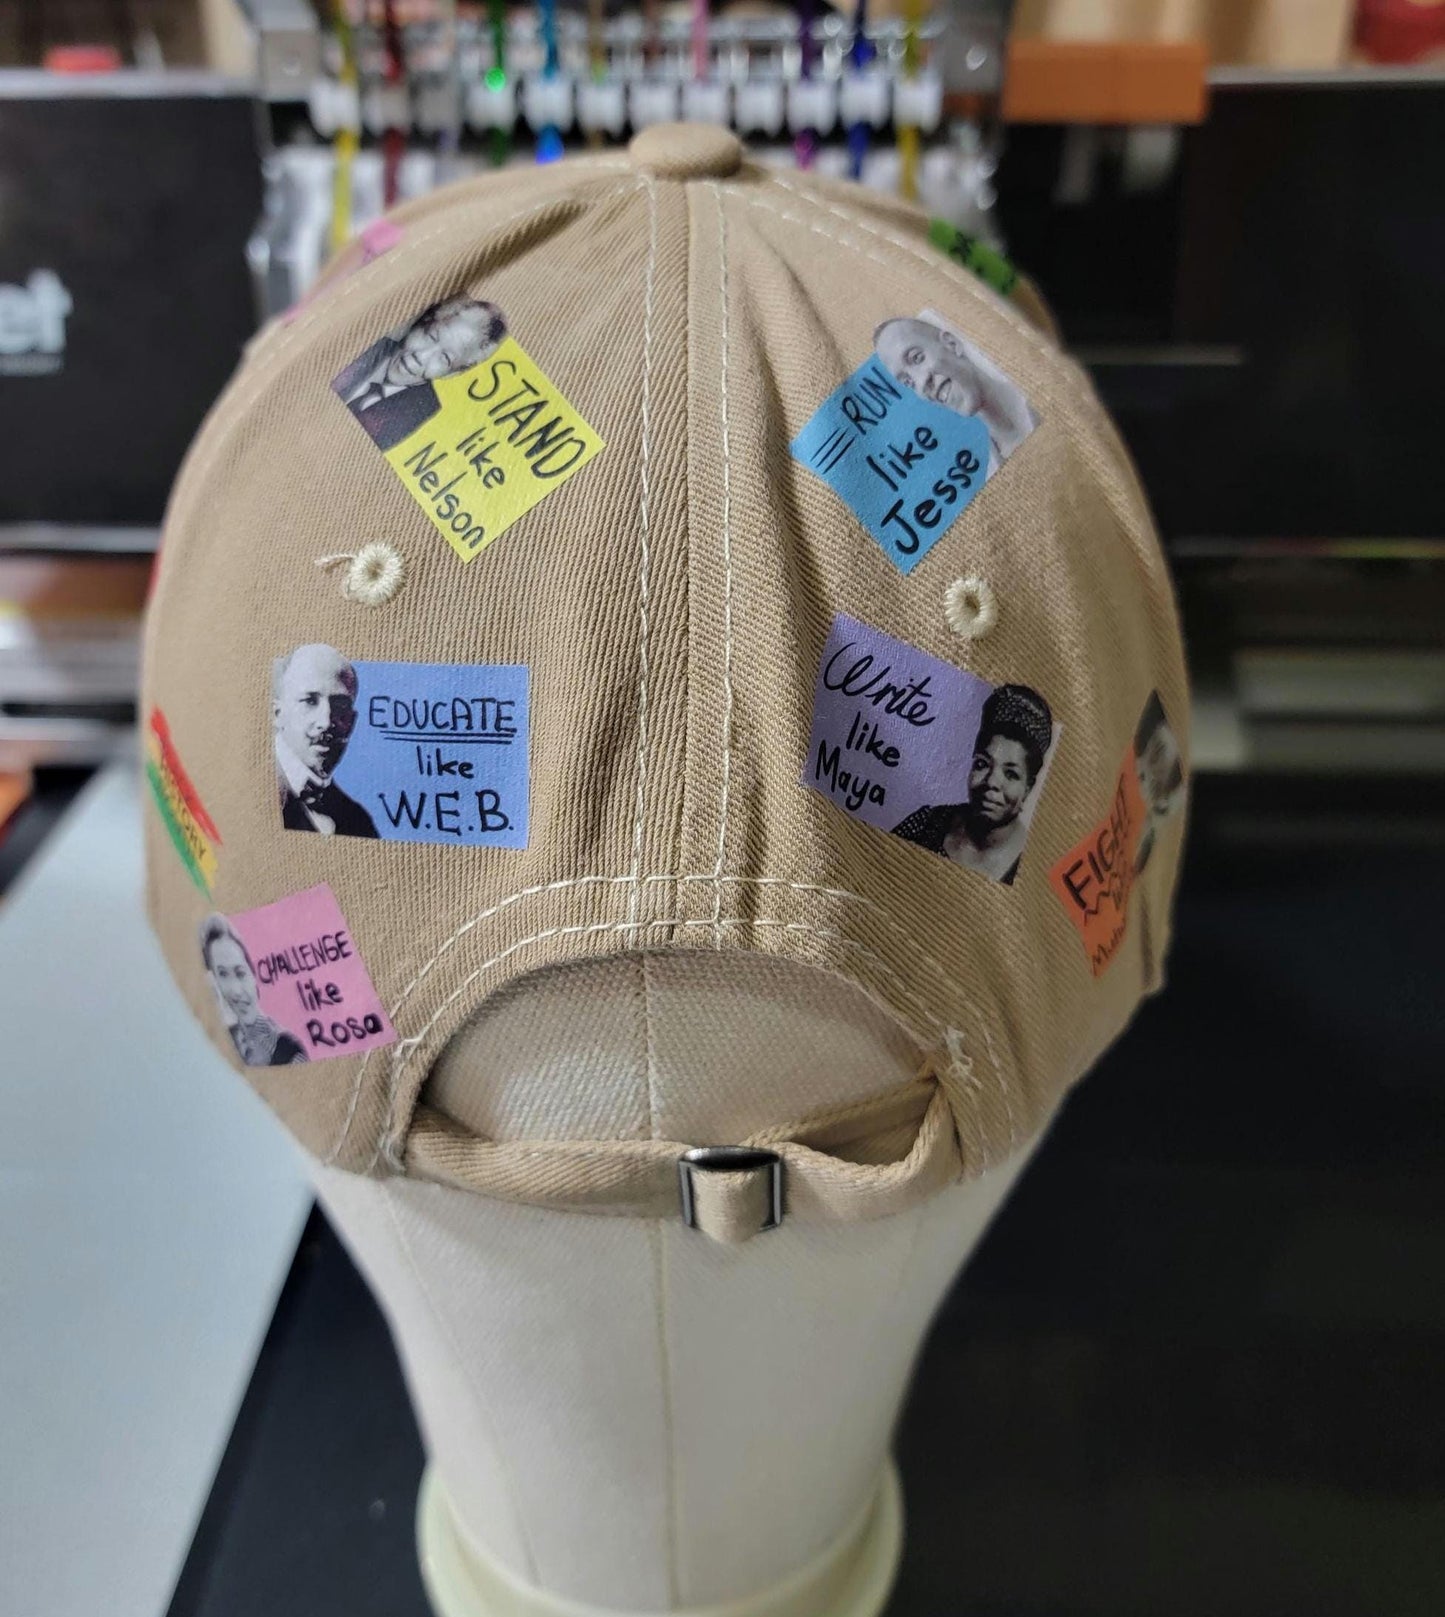 STAND
like
Nelson
RUN
like
Jesse
EDUCATE
like
W.E.B.
Write
like
Maya
CHALLENGE
like
Rosa
FIGHT